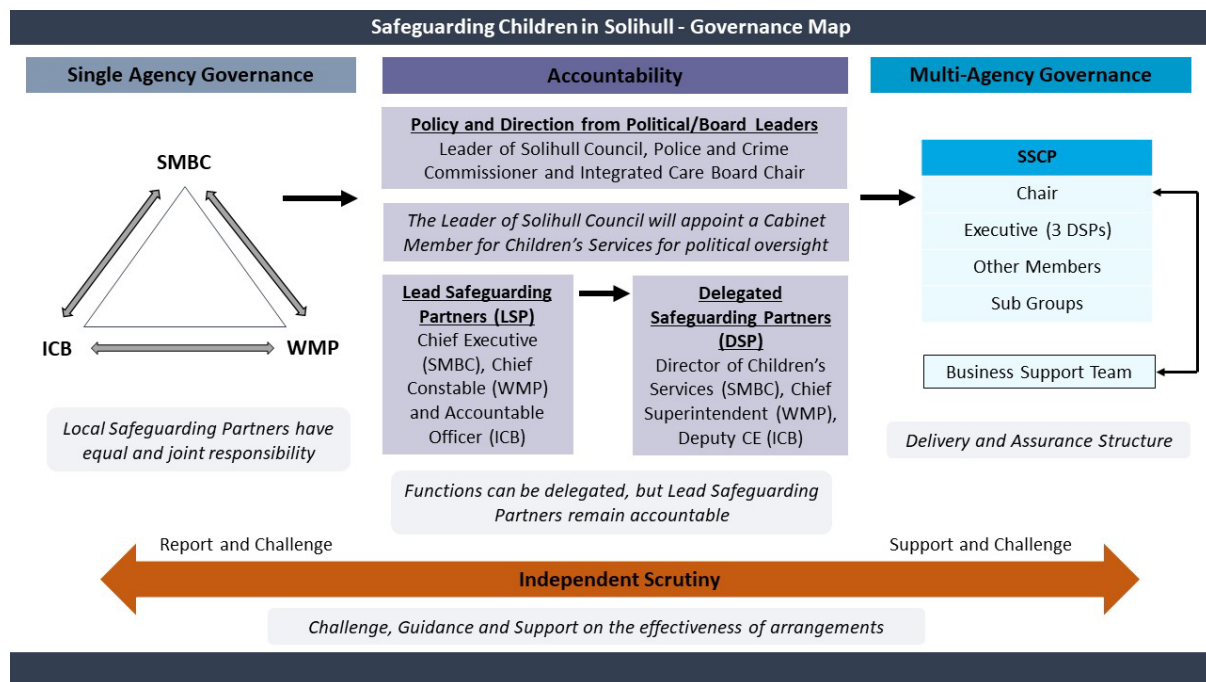 Safeguarding Children in Solihull - Governance Map
Single Agency Governance
SMBC
ICB
WMP
Local Safeguarding Partners have
equal and joint responsibility
Accountability
Policy and Direction from Political/Board Leaders
Leader of Solihull Council, Police and Crime
Commissioner and Integrated Care Board Chair
The Leader of Solihull Council will appoint a Cabinet
Member for Children’s Services for political oversight
Lead Safeguarding
Partners (LSP)
Chief Executive
(SMBC), Chief
Constable (WMP)
and Accountable
Officer (ICB)
Delegated
Safeguarding Partners
(DSP)
Director of Children’s
Services (SMBC), Chief
Superintendent (WMP),
Deputy CE (ICB)
Functions can be delegated, but Lead Safeguarding
Partners remain accountable
Multi-Agency Governance
SSCP
Chair
Executive (3 DSPs)
Other Members
Sub Groups
Business Support Team
Delivery and Assurance Structure
Report and Challenge
Support and Challenge
Independent Scrutiny
Challenge, Guidance and Support on the effectiveness of arrangements